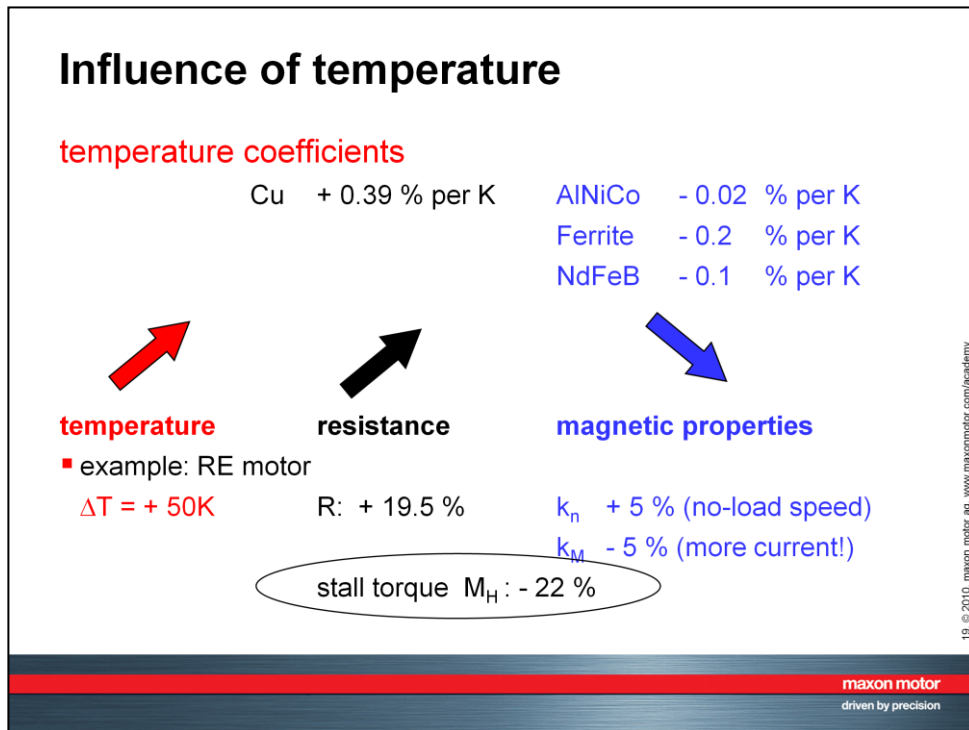 Influence of temperature
temperature coefficients
Cu + 0.39 % per K
AlNiCo - 0.02 % per K
Ferrite - 0.2 % per K
NdFeB - 0.1 % per K
temperature
resistance
magnetic properties
■ example: RE motor
∆T = + 50K
R: + 19.5 %
kn + 5 % (no-load speed)
kM - 5 % (more current!)
stall torque MH : - 22 %
19 © 2010, maxon motor ag, www.maxonmotor.com/academy
maxon motor
driven by precision